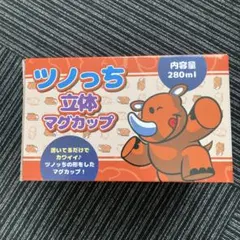 ツノっち
立体
マグカップ
内容量
280ml
置いてるだけで
カワイイ♪
ツノっちの形をした
マグカップ!